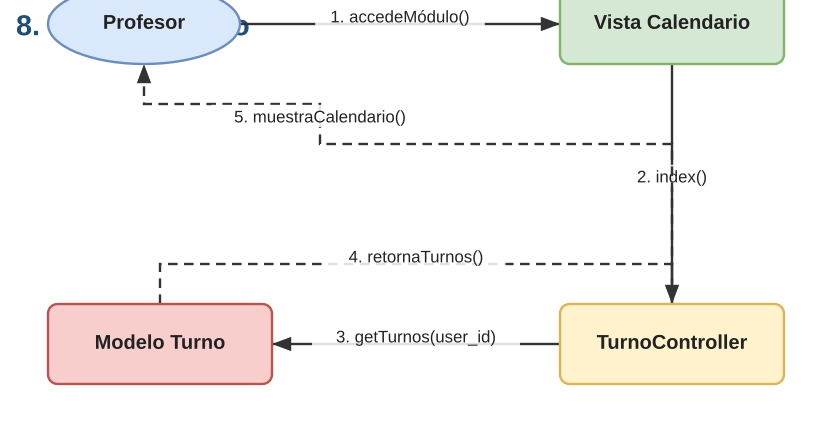 8.
Profesor
1. accedeMódulo()
Vista Calendario
5. muestraCalendario()
2. index()
4. retornaTurnos()
Modelo Turno
3. getTurnos(user_id)
TurnoController